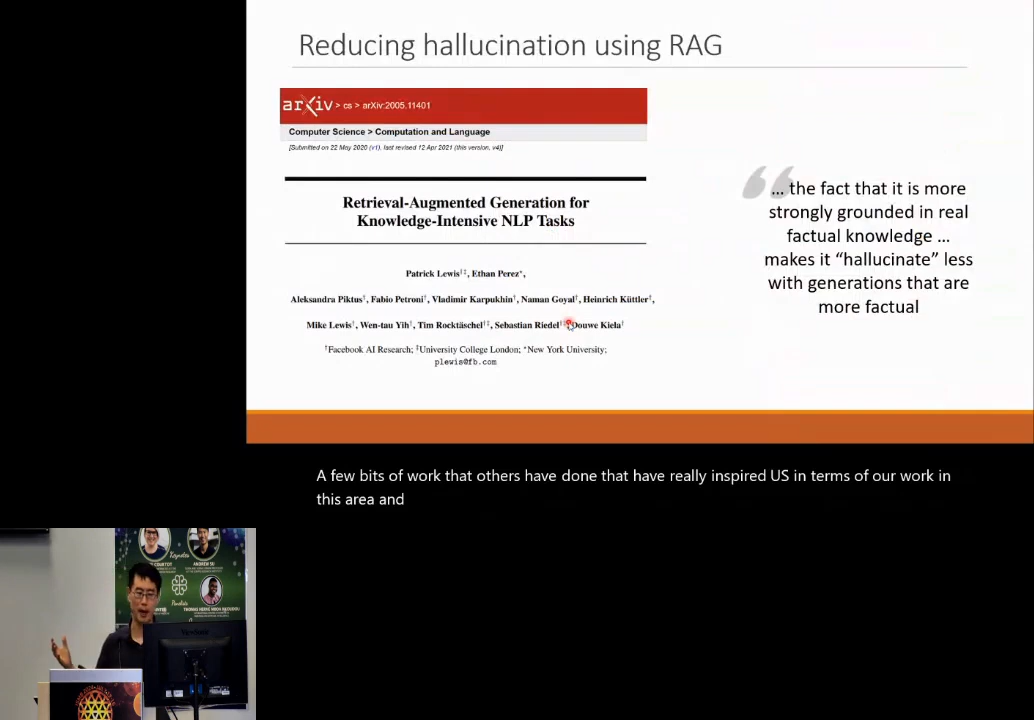 Reducing hallucination using RAG
arXiv > cs > arXiv:2005.11401
Computer Science > Computation and Language
[Submitted on 22 May 2020 (v1), last revised 12 Apr 2021 (this version, v4)]
Retrieval-Augmented Generation for
Knowledge-Intensive NLP Tasks
Patrick Lewis†‡, Ethan Perez*,
Aleksandra Piktus†, Fabio Petroni†, Vladimir Karpukhin†, Naman Goyal†, Heinrich Küttler†,
Mike Lewis†, Wen-tau Yih†, Tim Rocktäschel†‡, Sebastian Riedel†‡, Douwe Kiela†
†Facebook AI Research; ‡University College London; *New York University;
plewis@fb.com
“ ... the fact that it is more
strongly grounded in real
factual knowledge ...
makes it “hallucinate” less
with generations that are
more factual
A few bits of work that others have done that have really inspired US in terms of our work in
this area and
COURTOT
ANDREW SU
Keynotes
Panelists
ViewSonic